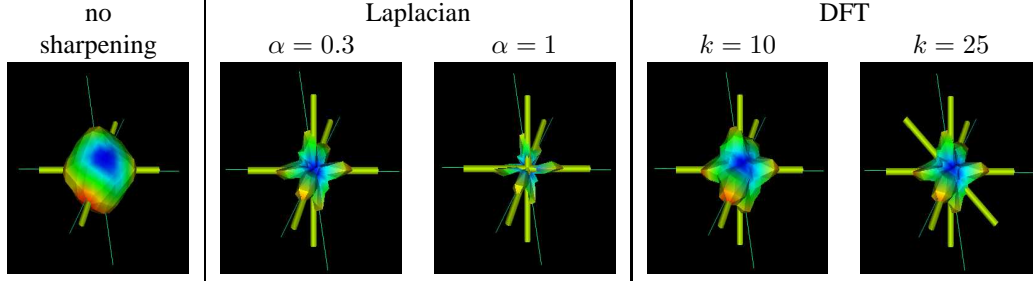 no
sharpening
Laplacian
α = 0.3
α = 1
DFT
k = 10
k = 25